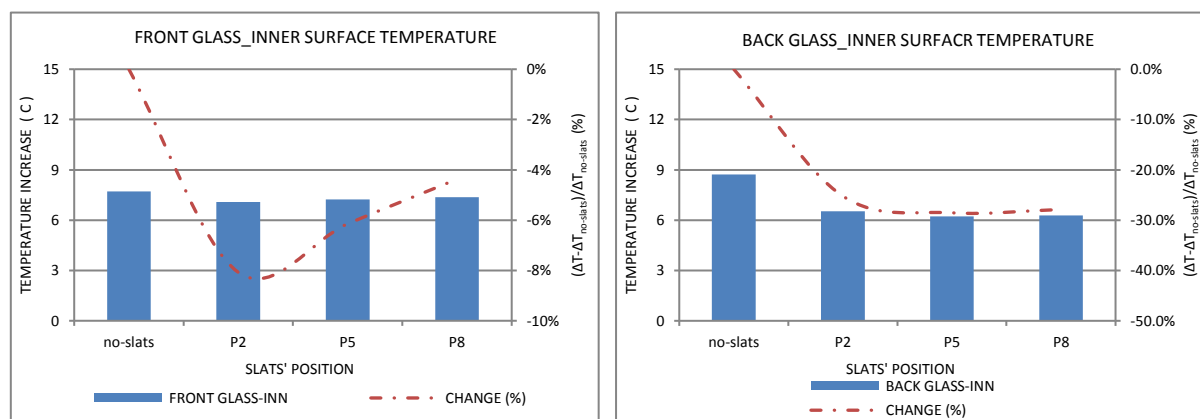 FRONT GLASS_INNER SURFACE TEMPERATURE
15
12
9
6
3
0
TEMPERATURE INCREASE ( C )
0%
-2%
-4%
-6%
-8%
-10%
(ΔT-ΔTno-slats)/ΔTno-slats (%)
no-slats P2 P5 P8
SLATS' POSITION
FRONT GLASS-INN CHANGE (%)
BACK GLASS_INNER SURFACR TEMPERATURE
15
12
9
6
3
0
TEMPERATURE INCREASE ( C )
0.0%
-10.0%
-20.0%
-30.0%
-40.0%
-50.0%
(ΔT-ΔTno-slats)/ΔTno-slats (%)
no-slats P2 P5 P8
SLATS' POSITION
BACK GLASS-INN
CHANGE (%)